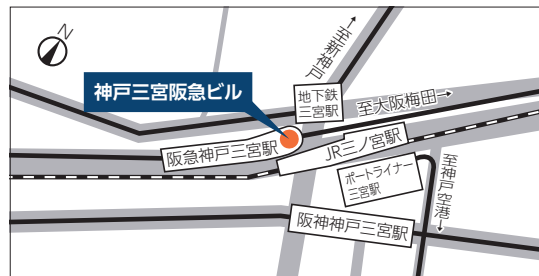 N
←至新神戸
神戸三宮阪急ビル
地下鉄
三宮駅
至大阪梅田→
阪急神戸三宮駅
JR三ノ宮駅
ポートライナー
三宮駅
至神戸空港→
阪神神戸三宮駅